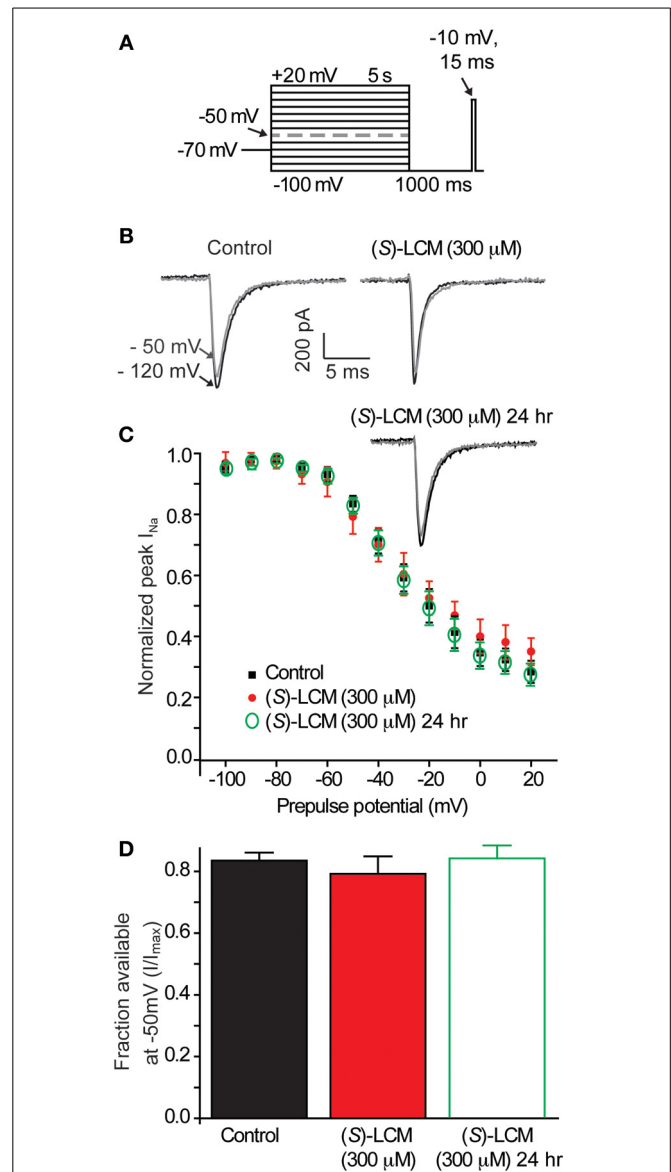 A
-10 mV,
15 ms
+20 mV 5 s
-50 mV
-70 mV
-100 mV 1000 ms
B
Control
(S)-LCM (300 µM)
- 50 mV
- 120 mV
200 pA
5 ms
(S)-LCM (300 µM) 24 hr
C
Normalized peak INa
1.0
0.8
0.6
0.4
0.2
0.0
Control
(S)-LCM (300 µM)
(S)-LCM (300 µM) 24 hr
-100 -80 -60 -40 -20 0 20
Prepulse potential (mV)
D
Fraction available
at -50mV (I/Imax)
0.8
0.6
0.4
0.2
0.0
Control
(S)-LCM
(300 µM)
(S)-LCM
(300 µM) 24 hr